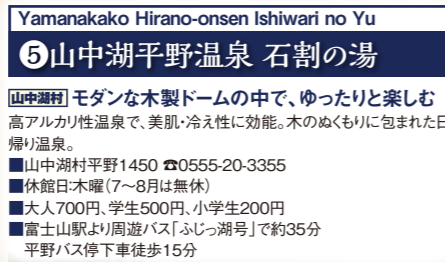 Yamanakako Hirano-onsen Ishiwari no Yu
❺山中湖平野温泉 石割の湯
山中湖村 モダンな木製ドームの中で、ゆったりと楽しむ
高アルカリ性温泉で、美肌・冷え性に効能。木のぬくもりに包まれた日
帰り温泉。
■山中湖村平野1450 ☎0555-20-3355
■休館日:木曜(7〜8月は無休)
■大人700円、学生500円、小学生200円
■富士山駅より周遊バス「ふじっ湖号」で約35分
平野バス停下車徒歩15分